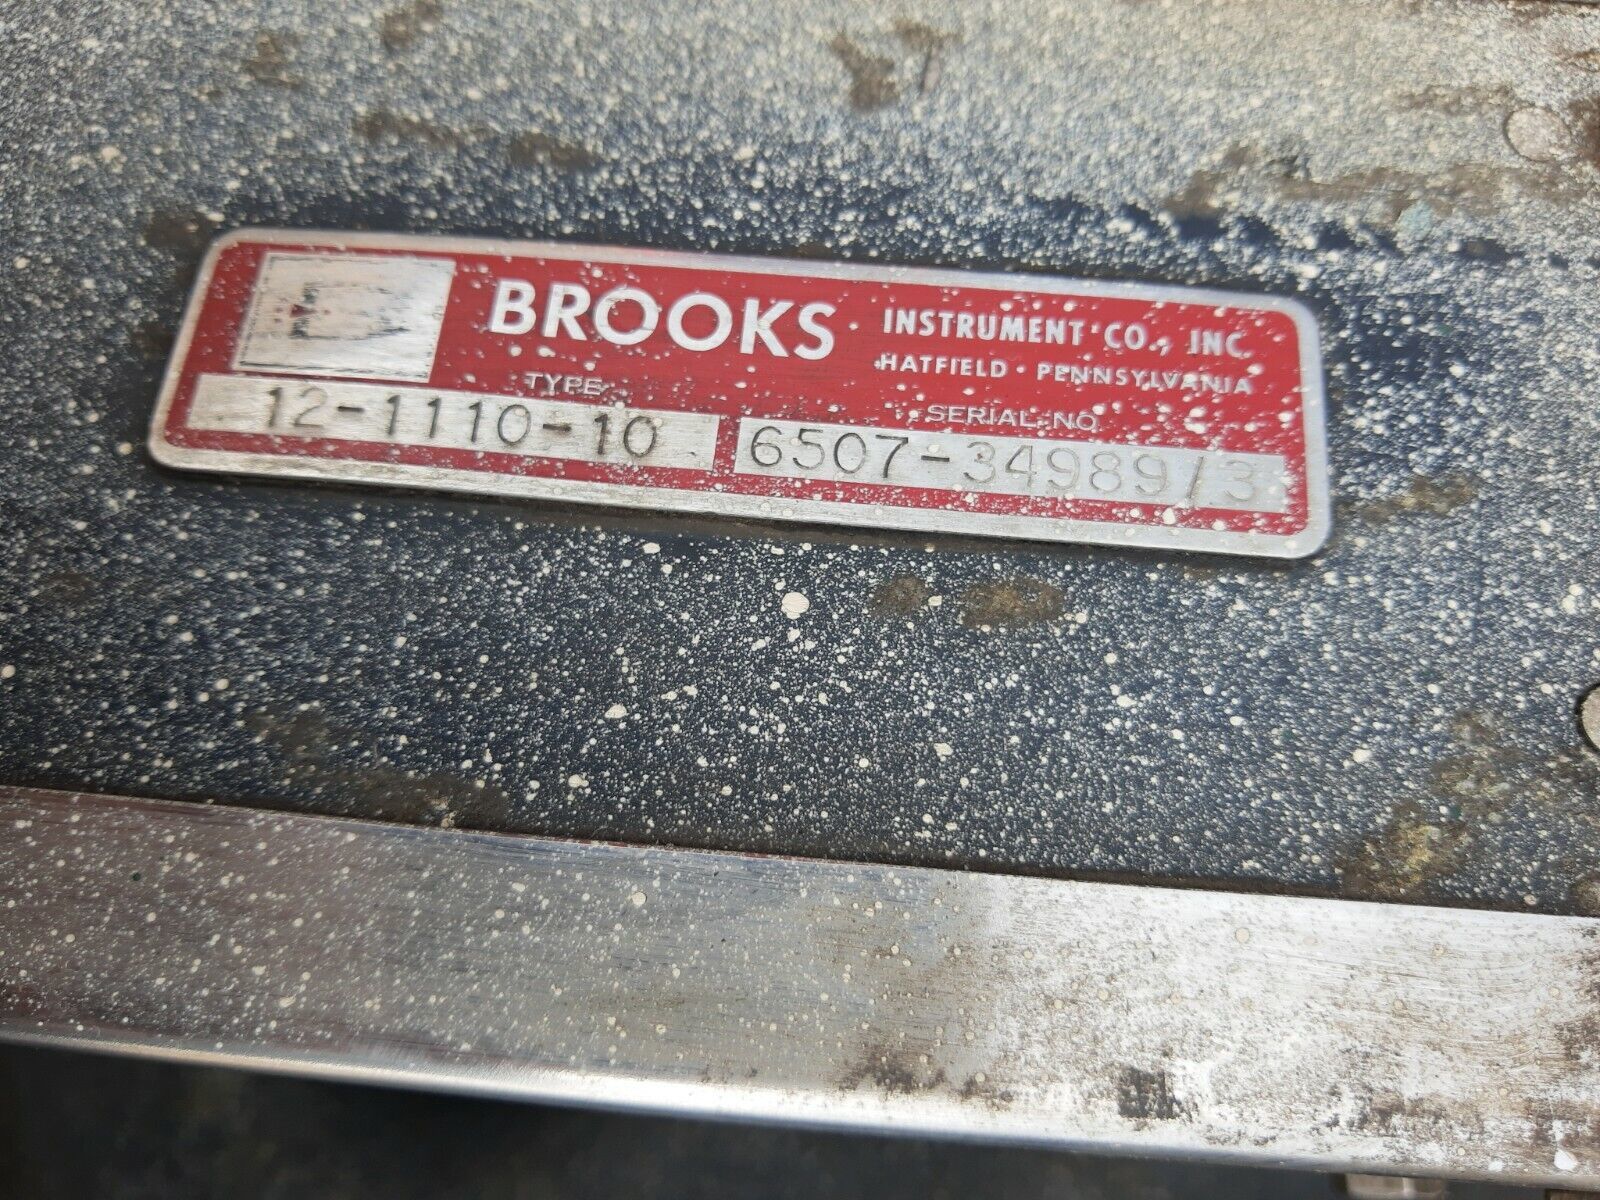 BROOKS INSTRUMENT CO., INC.
HATFIELD · PENNSYLVANIA
TYPE SERIAL NO.
12-1110-10 6507-34989/3